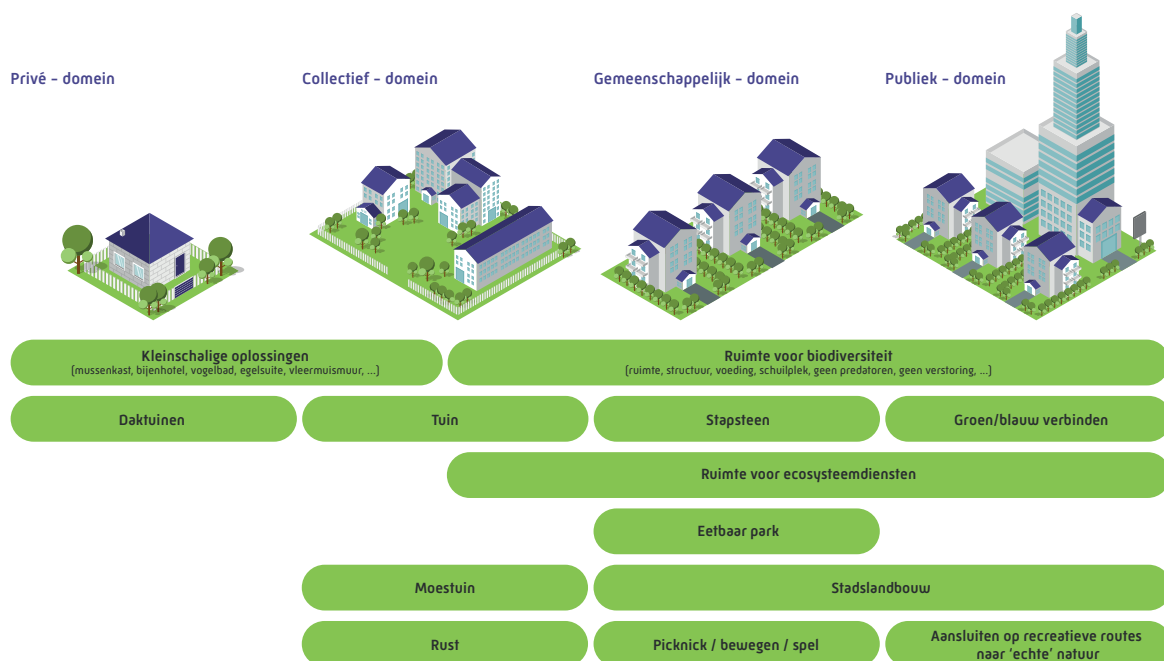 Privé - domein
Collectief - domein
Gemeenschappelijk - domein
Publiek - domein
Kleinschalige oplossingen
(mussenkast, bijenhotel, vogelbad, egelsuite, vleermuismuur, ...)
Ruimte voor biodiversiteit
(ruimte, structuur, voeding, schuilplek, geen predatoren, geen verstoring, ...)
Daktuinen
Tuin
Stapsteen
Groen/blauw verbinden
Ruimte voor ecosysteemdiensten
Eetbaar park
Moestuin
Stadslandbouw
Rust
Picknick / bewegen / spel
Aansluiten op recreatieve routes
naar 'echte' natuur